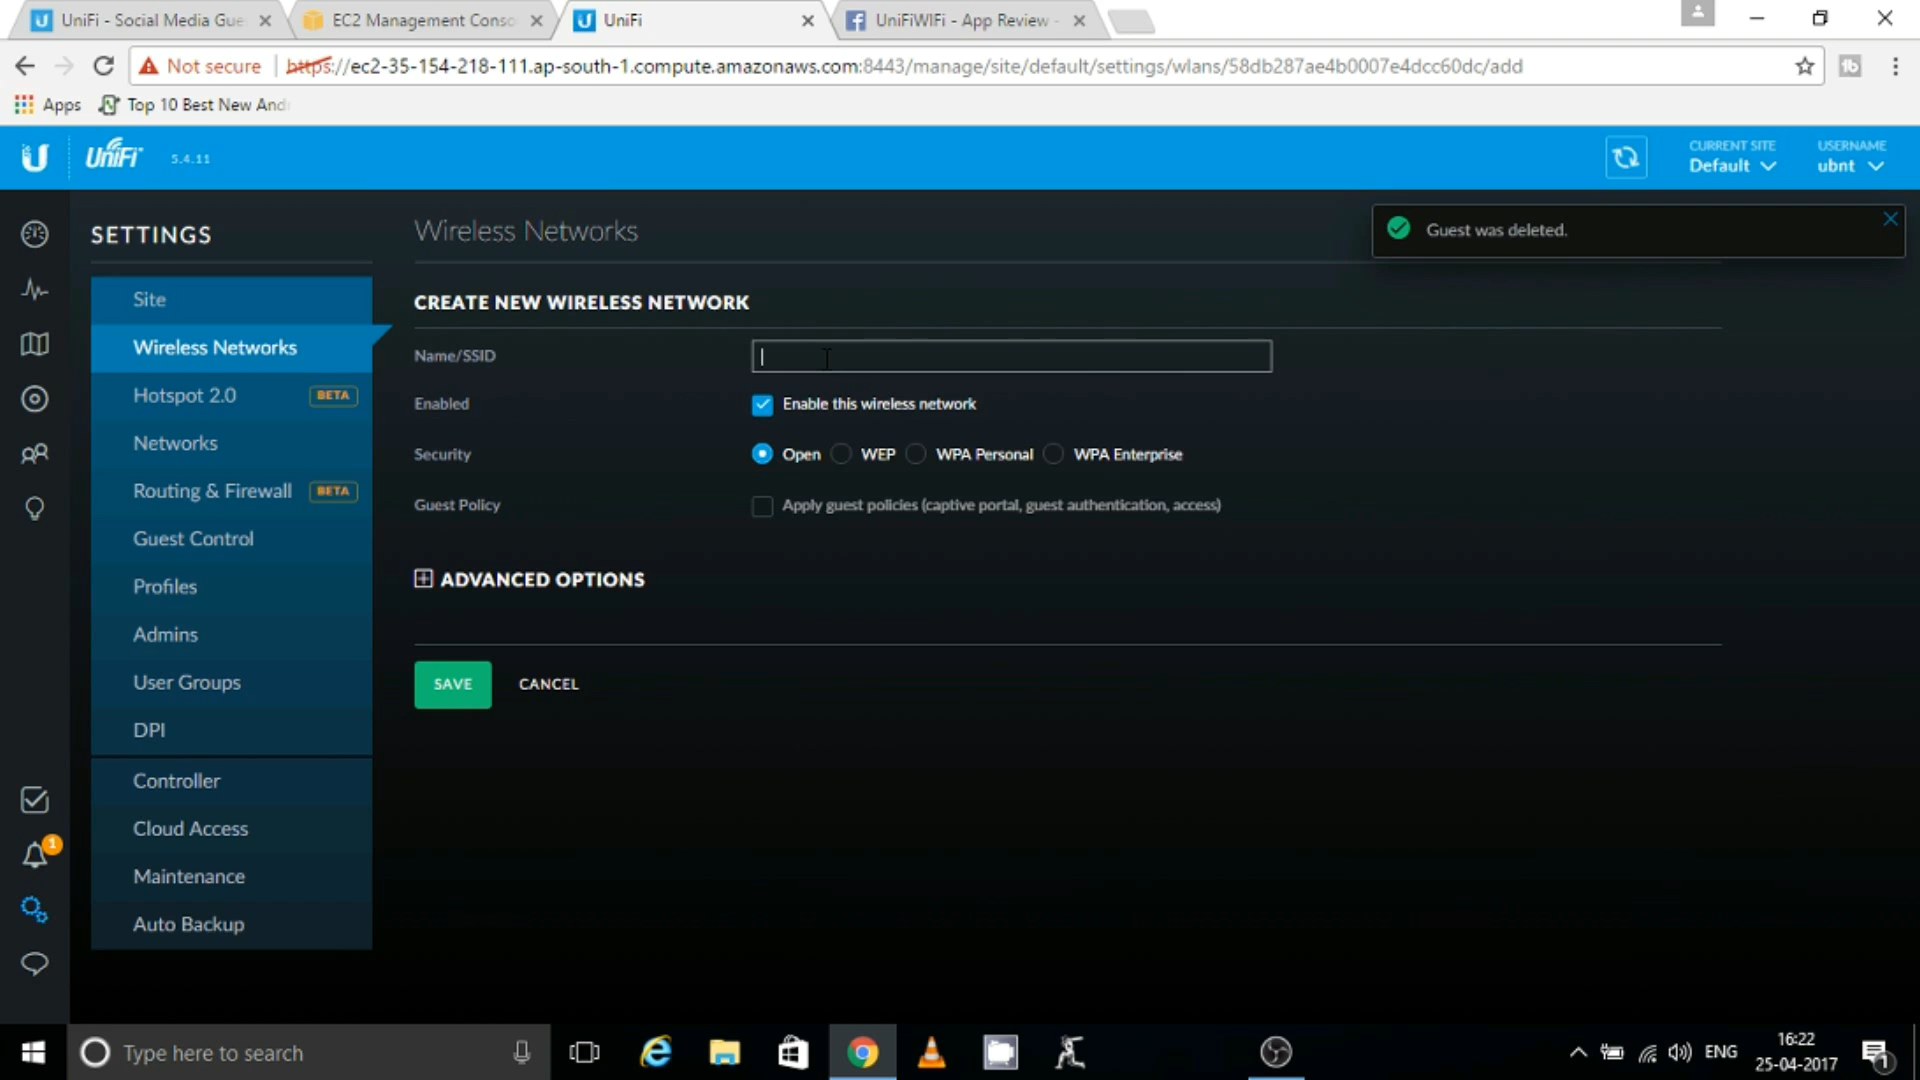 UniFi - Social Media Gue
EC2 Management Conso
UniFi
UniFiWIFi - App Review -
Not secure
https://ec2-35-154-218-111.ap-south-1.compute.amazonaws.com:8443/manage/site/default/settings/wlans/58db287ae4b0007e4dcc60dc/add
Apps
Top 10 Best New And
UniFi
5.4.11
CURRENT SITE
Default
USERNAME
ubnt
SETTINGS
Site
Wireless Networks
Hotspot 2.0 BETA
Networks
Routing & Firewall BETA
Guest Control
Profiles
Admins
User Groups
DPI
Controller
Cloud Access
Maintenance
Auto Backup
1
Wireless Networks
Guest was deleted.
CREATE NEW WIRELESS NETWORK
Name/SSID
Enabled Enable this wireless network
Security Open WEP WPA Personal WPA Enterprise
Guest Policy Apply guest policies (captive portal, guest authentication, access)
ADVANCED OPTIONS
SAVE CANCEL
Type here to search
ENG
16:22
25-04-2017
1